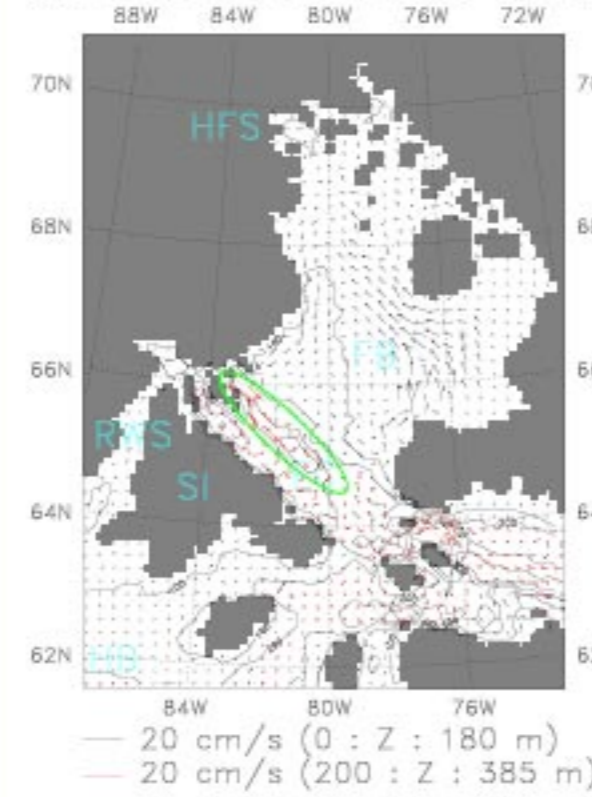 88W 84W 80W 76W 72W
70N
HFS
68N
66N
FB
RWS
SI
64N
62N
HB
84W 80W 76W
20 cm/s (0 : Z : 180 m)
20 cm/s (200 : Z : 385 m)